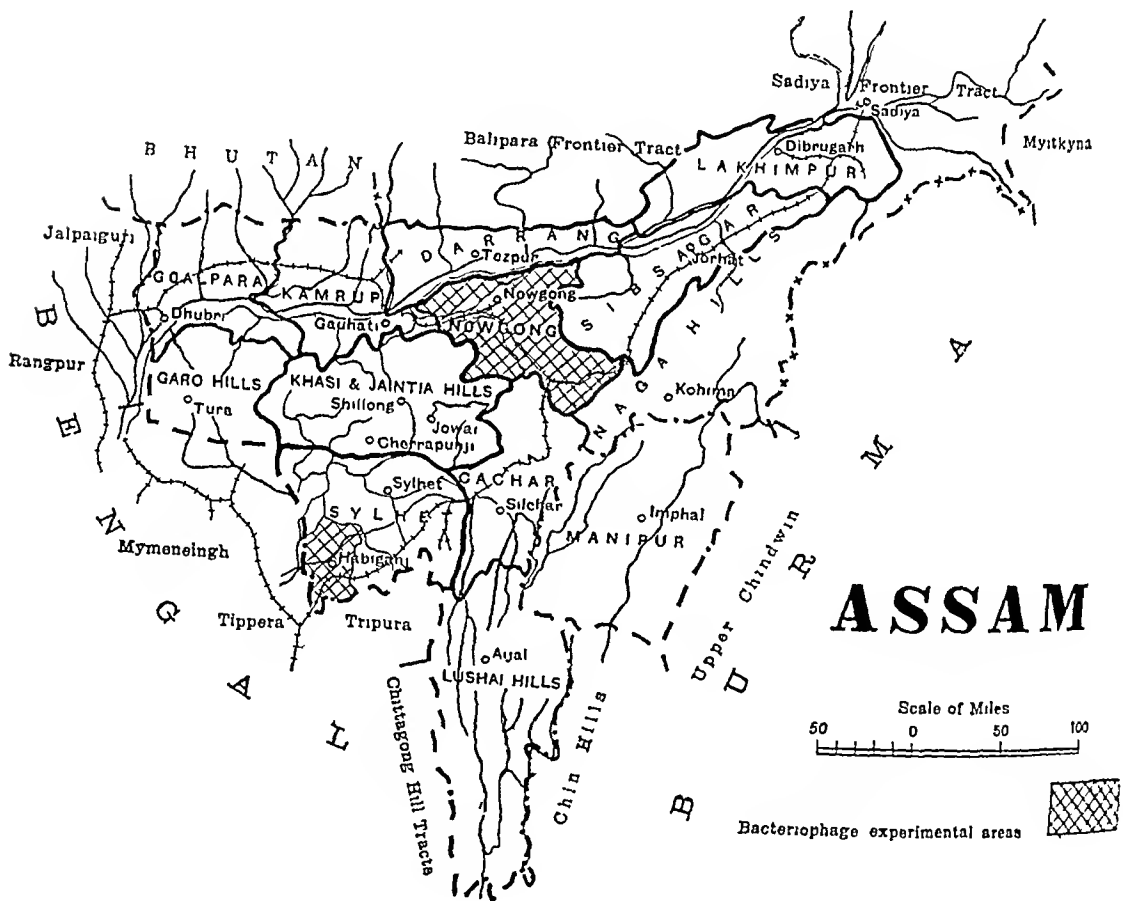 Sadiya Frontier Tract
Sadiya
Myitkyna
Balipara Frontier Tract
Dibrugarh
LAKHIMPUR
BHUTAN
Jalpaiguri
DARRANG
Tezpur
SIBSAGAR
Jorhat
GOALPARA
KAMRUP
Nowgong
NOWGONG
Dhubri
Gauhati
BENGAL
Rangpur
GARO HILLS
Tura
KHASI & JAINTIA HILLS
Shillong
Jowai
Cherrapunji
NAGA HILLS
Kohima
BURMA
CACHAR
Silchar
Sylhet
SYLHET
Habiganj
Imphal
MANIPUR
Mymensingh
Tippera
Tripura
Upper Chindwin
ASSAM
Aijal
LUSHAI HILLS
Chittagong Hill Tracts
Chin Hills
Scale of Miles
50 0 50 100
Bacteriophage experimental areas